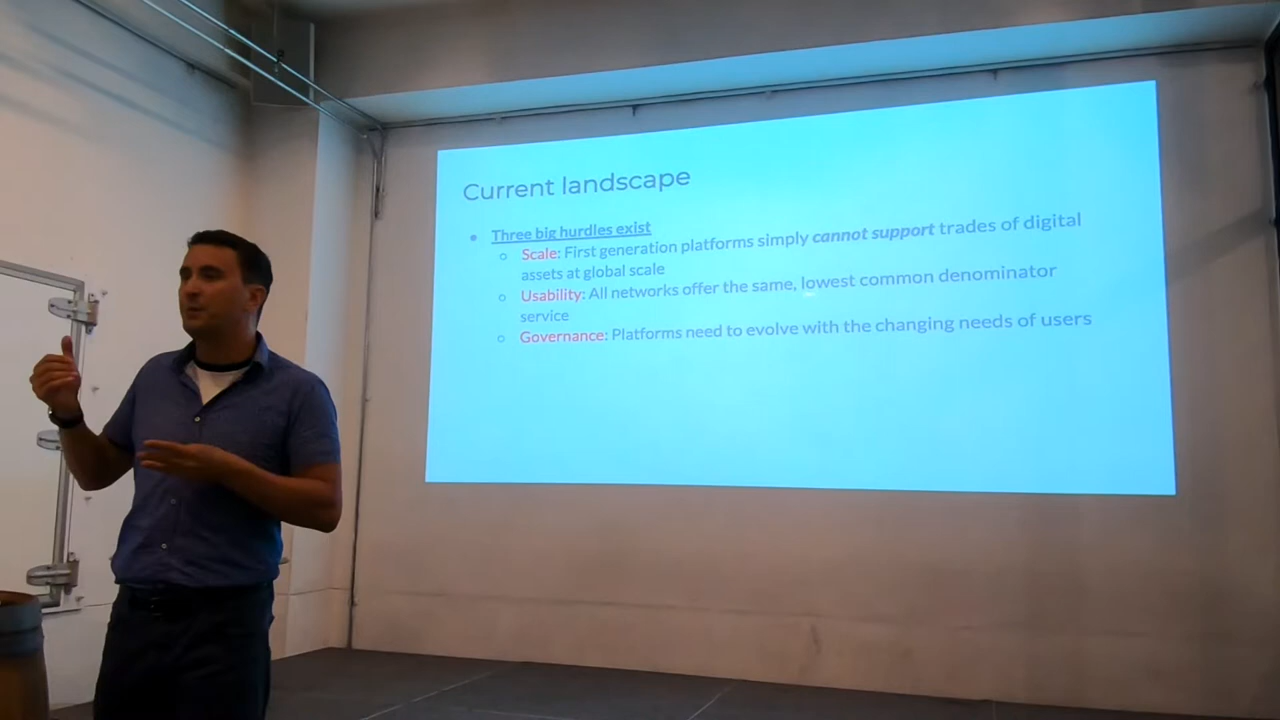 Current landscape
Three big hurdles exist
Scale: First generation platforms simply cannot support trades of digital
assets at global scale
Usability: All networks offer the same, lowest common denominator
service
Governance: Platforms need to evolve with the changing needs of users